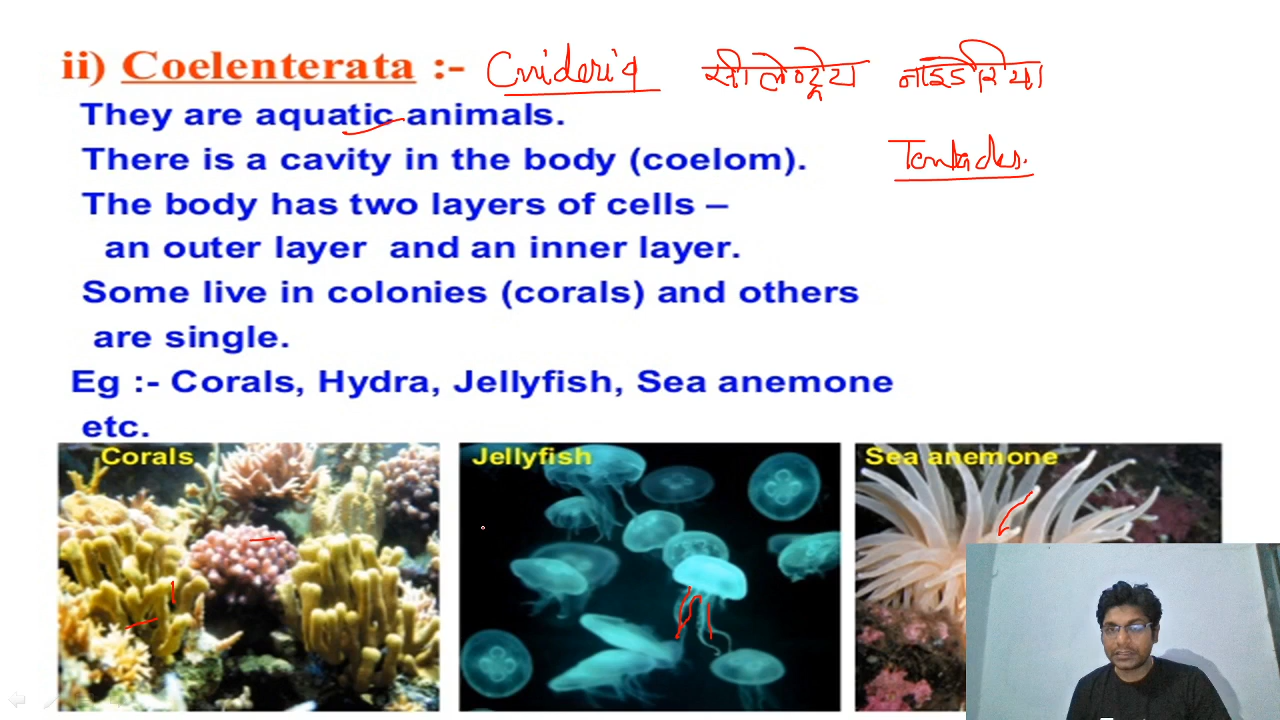 ii) Coelenterata :- Cnideriq सीलेण्ट्रेय नाइडेरिया
They are aquatic animals.
There is a cavity in the body (coelom).
Tentacles.
The body has two layers of cells –
an outer layer and an inner layer.
Some live in colonies (corals) and others
are single.
Eg :- Corals, Hydra, Jellyfish, Sea anemone
etc.
Corals
Jellyfish
Sea anemone